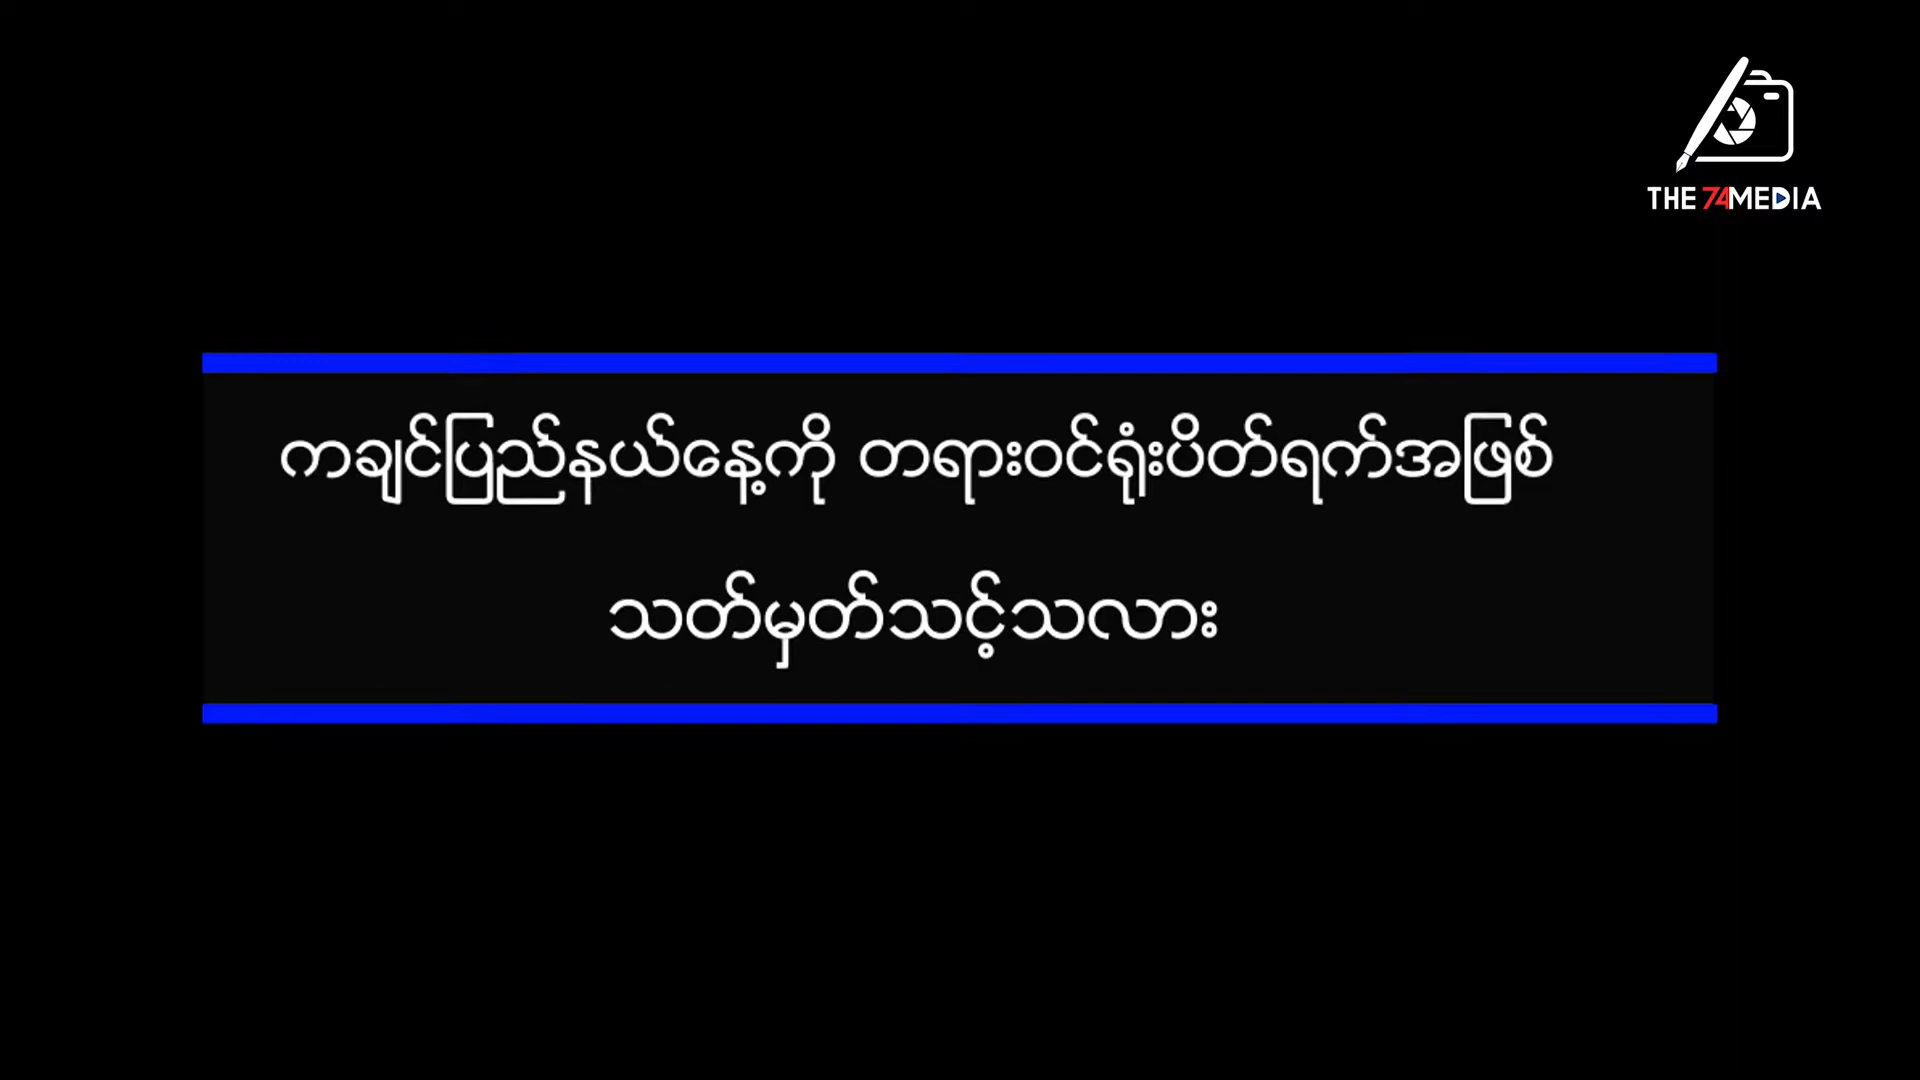 THE 74MEDIA
ကချင်ပြည်နယ်နေ့ကို တရားဝင်ရုံးပိတ်ရက်အဖြစ်
သတ်မှတ်သင့်သလား